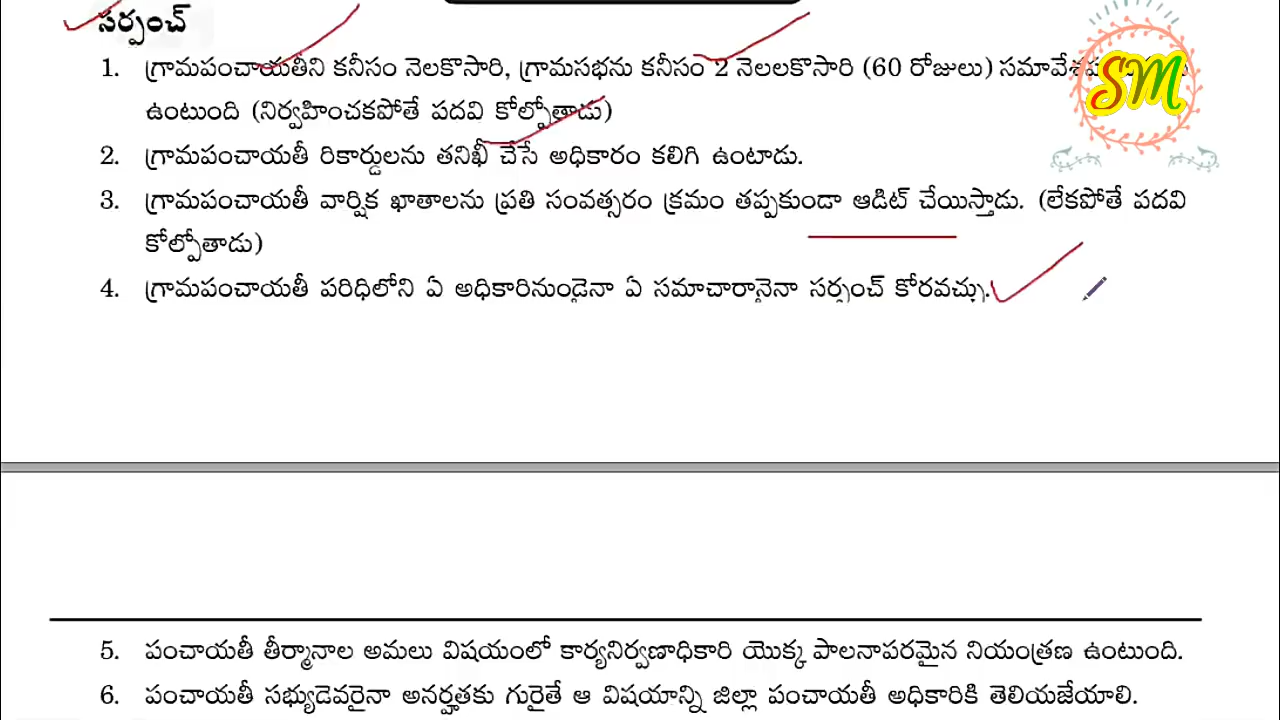 సర్పంచ్
SM
1. గ్రామపంచాయతీని కనీసం నెలకొసారి, గ్రామసభను కనీసం 2 నెలలకొసారి (60 రోజులు)
ఉంటుంది (నిర్వహించకపోతే పదవి కోల్పోతాడు)
2. గ్రామపంచాయతీ రికార్డులను తనిఖీ చేసే అధికారం కలిగి ఉంటాడు.
3. గ్రామపంచాయతీ వార్షిక ఖాతాలను ప్రతి సంవత్సరం క్రమం తప్పకుండా ఆడిట్ చేయిస్తాడు. (లేకపోతే పదవి
కోల్పోతాడు)
4. గ్రామపంచాయతీ పరిధిలోని ఏ అధికారినుండైనా ఏ సమాచారానైనా సర్పంచ్ కోరవచ్చు.
5. పంచాయతీ తీర్మానాల అమలు విషయంలో కార్యనిర్వణాధికారి యొక్క పాలనాపరమైన నియంత్రణ ఉంటుంది.
6. పంచాయతీ సభ్యుడెవరైనా అనర్హతకు గురైతే ఆ విషయాన్ని జిల్లా పంచాయతీ అధికారికి తెలియజేయాలి.